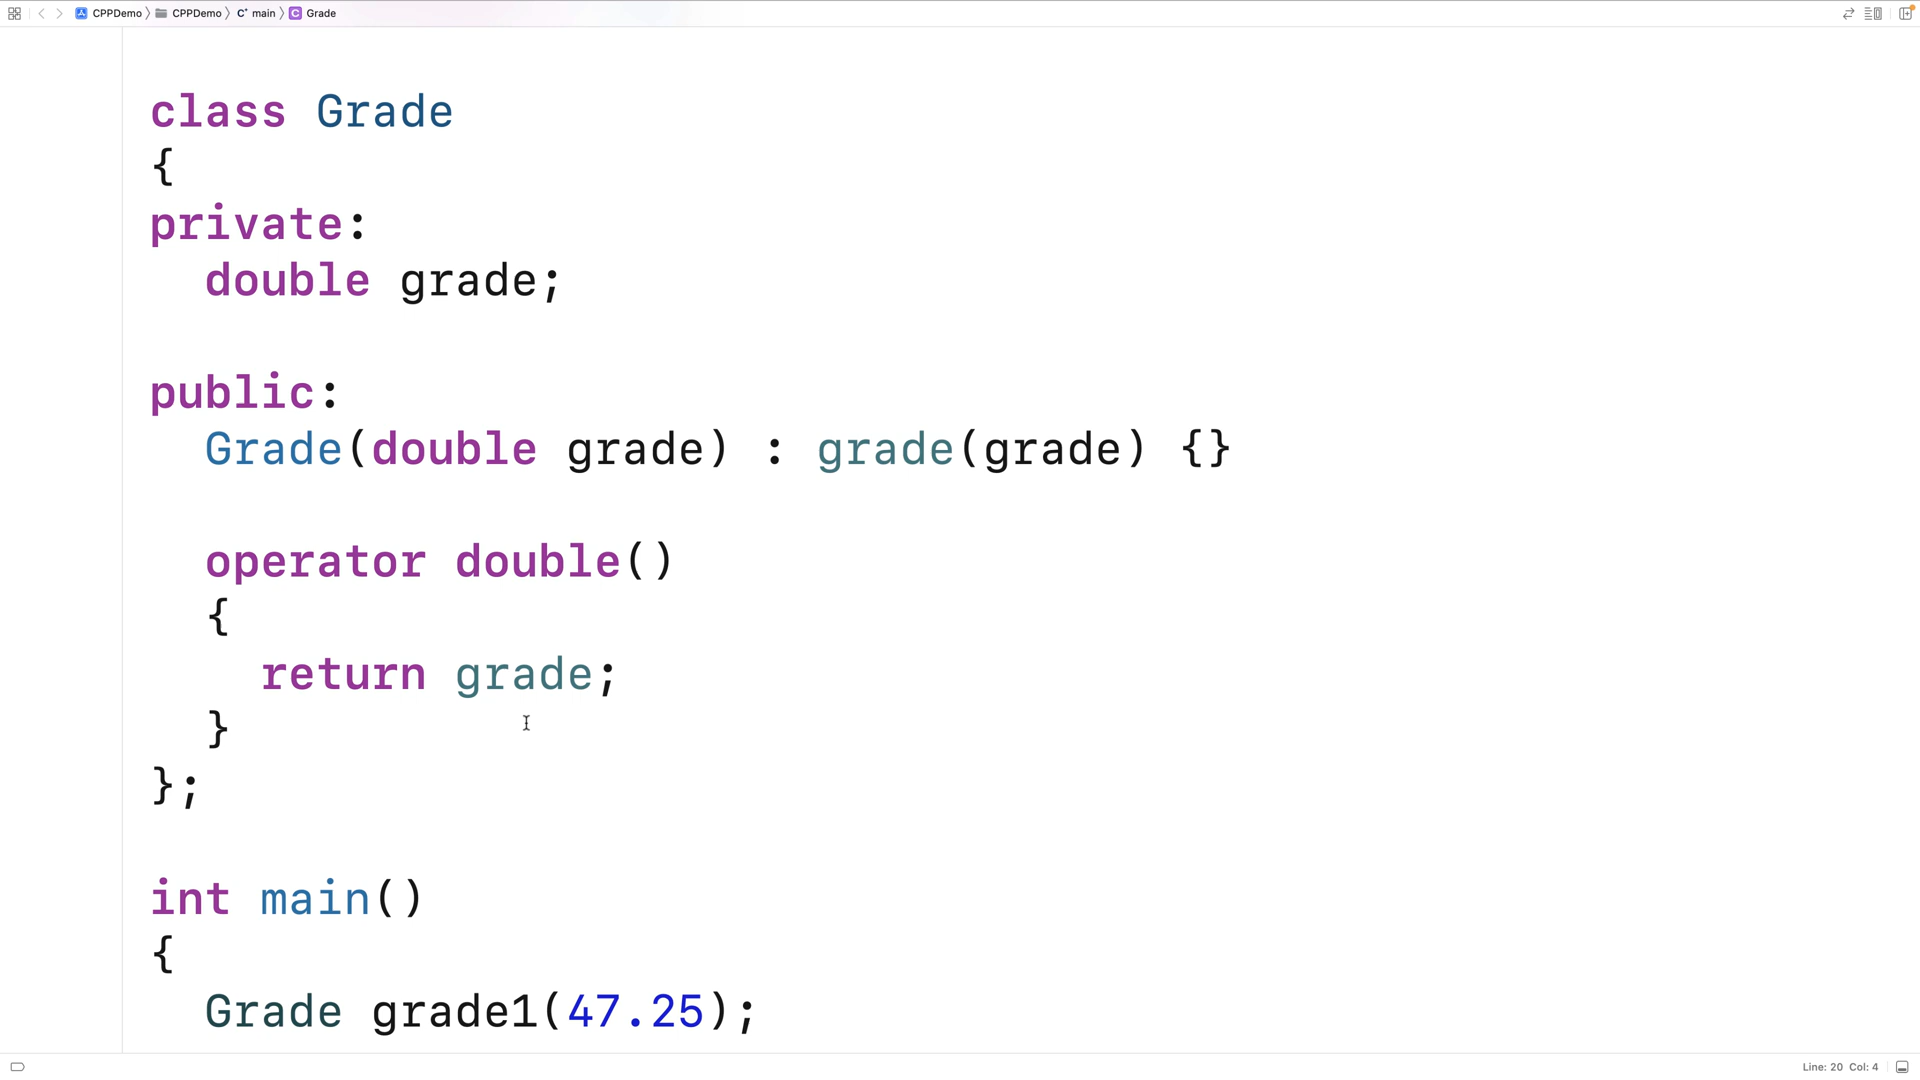 CPPDemo CPPDemo C+ main C Grade
class Grade
{
private:
double grade;
public:
Grade(double grade) : grade(grade) {}
operator double()
{
return grade;
}
};
int main()
{
Grade grade1(47.25);
Line: 20 Col: 4